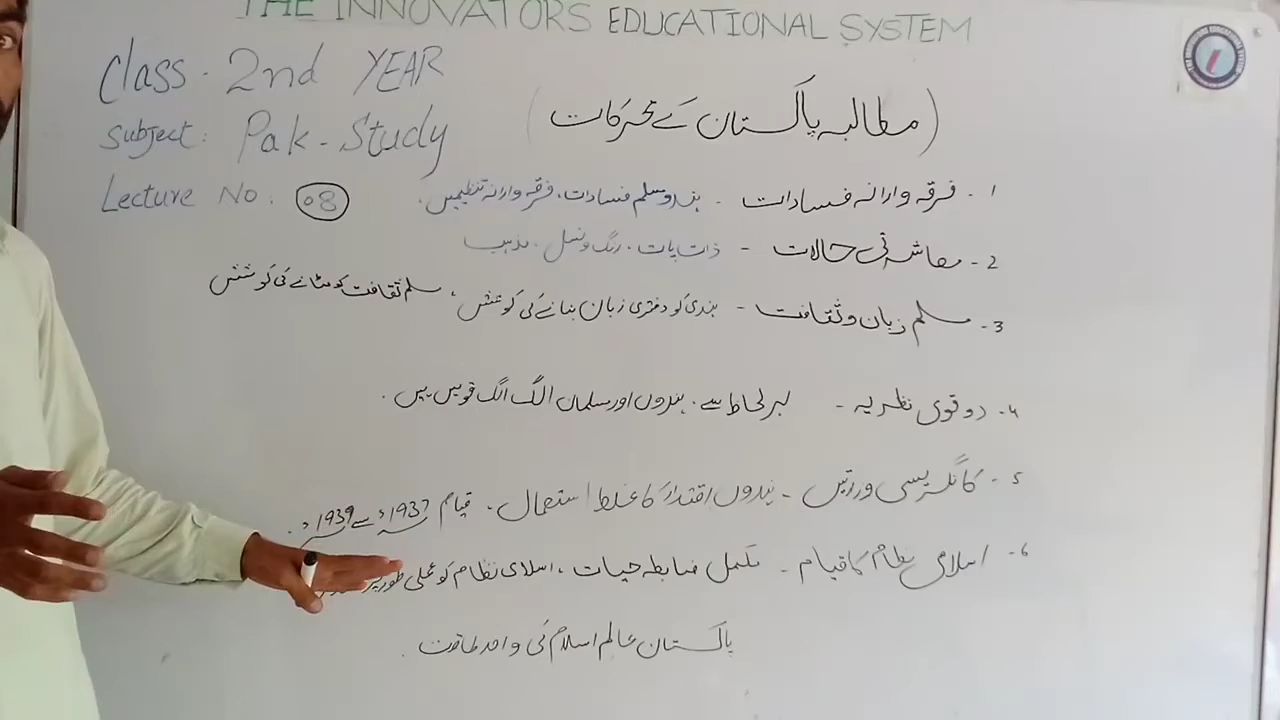 THE INNOVATORS EDUCATIONAL SYSTEM
Class - 2nd YEAR
Subject: Pak-Study
Lecture No: 08
(مطالبہ پاکستان کے محرکات)
1- فرقہ وارانہ فسادات - ہندو مسلم فسادات، فرقہ وارانہ تنظیمیں،
2- معاشرتی حالات - ذات پات، رنگ و نسل، مذہب
3- مسلم زبان و ثقافت - ہندی کو دفتری زبان بنانے کی کوشش، مسلم ثقافت کو مٹانے کی کوشش
4- دو قومی نظریہ - ہر لحاظ سے، ہندوں اور مسلمان الگ الگ قومیں ہیں۔
5- کانگریسی وزرتیں - ہندوں اقتدار کا غلط استعمال، قیام 1937ء سے 1939ء۔
6- اسلامی نظام کا قیام - مکمل ضابطہ حیات، اسلامی نظام کو عملی طور پر
پاکستان عالم اسلام کی واحد طاقت۔